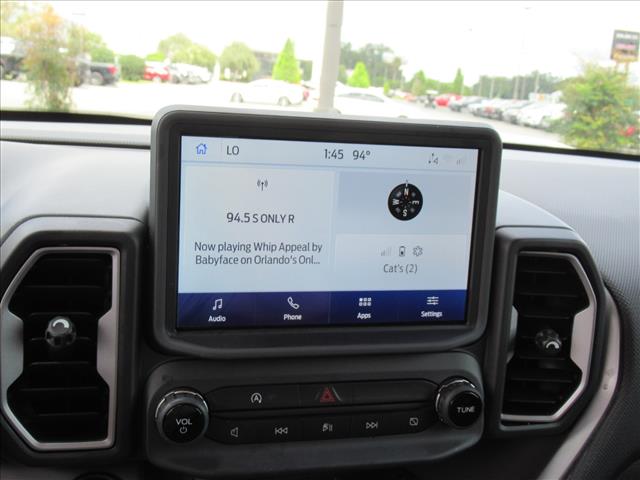 LO 1:45 94°
94.5 S ONLY R
Now playing Whip Appeal by
Babyface on Orlando's Onl...
N
W E
S
Cat's (2)
Audio Phone Apps Settings
VOL TUNE